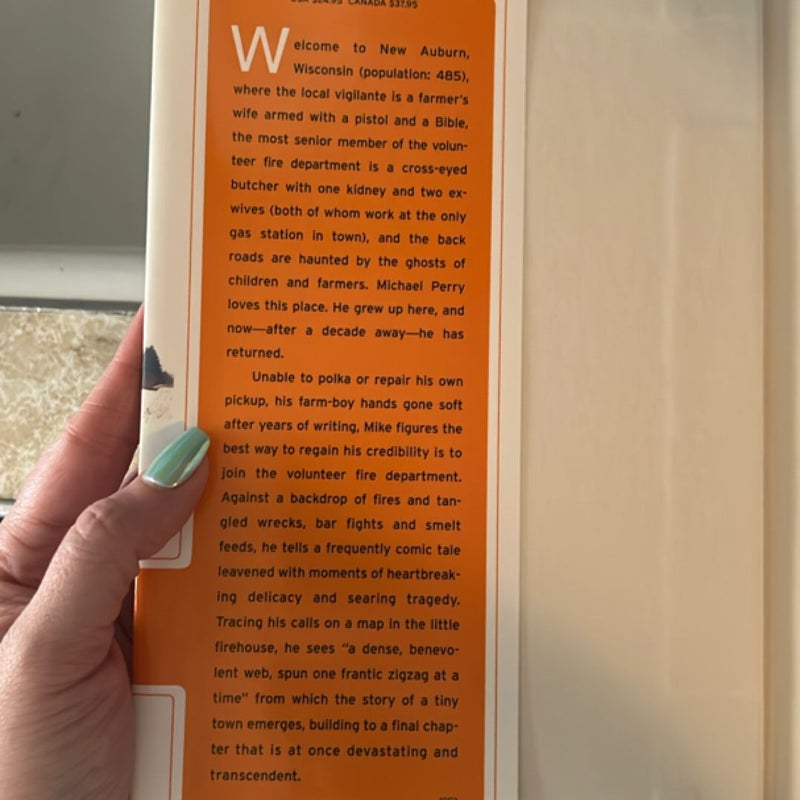 USA $24.95 CANADA $37.95
Welcome to New Auburn,
Wisconsin (population: 485),
where the local vigilante is a farmer's
wife armed with a pistol and a Bible,
the most senior member of the volun-
teer fire department is a cross-eyed
butcher with one kidney and two ex-
wives (both of whom work at the only
gas station in town), and the back
roads are haunted by the ghosts of
children and farmers. Michael Perry
loves this place. He grew up here, and
now—after a decade away—he has
returned.
Unable to polka or repair his own
pickup, his farm-boy hands gone soft
after years of writing, Mike figures the
best way to regain his credibility is to
join the volunteer fire department.
Against a backdrop of fires and tan-
gled wrecks, bar fights and smelt
feeds, he tells a frequently comic tale
leavened with moments of heartbreak-
ing delicacy and searing tragedy.
Tracing his calls on a map in the little
firehouse, he sees "a dense, benevo-
lent web, spun one frantic zigzag at a
time" from which the story of a tiny
town emerges, building to a final chap-
ter that is at once devastating and
transcendent.